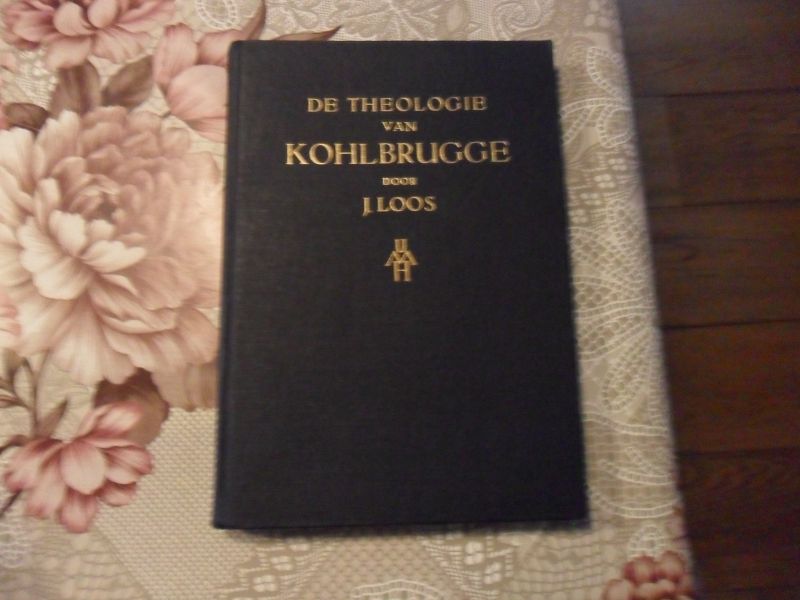 DE THEOLOGIE
VAN
KOHLBRUGGE
DOOR
J. LOOS